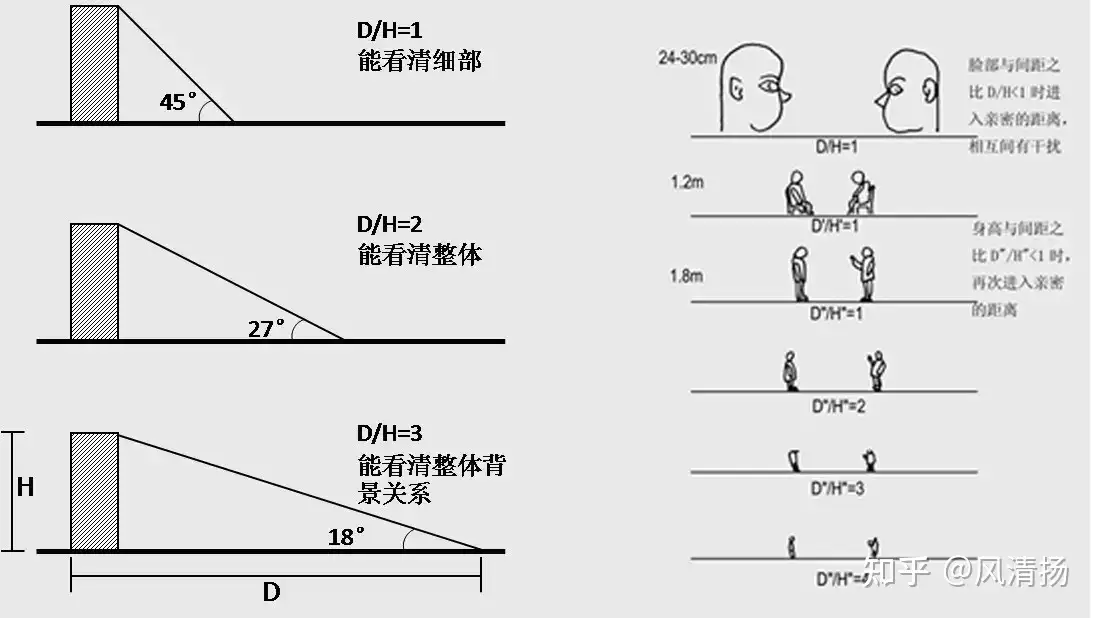 D/H=1
能看清细部
45°
D/H=2
能看清整体
27°
D/H=3
能看清整体背
景关系
18°
H
D
24-30cm
D/H=1
脸部与间距之
比D/H<1时进
入亲密的距离,
相互间有干扰
1.2m
D'/H'=1
1.8m
D"/H"=1
身高与间距之
比D"/H"<1时,
再次进入亲密
的距离
D"/H"=2
D"/H"=3
D"/H"=4
知乎 @风清扬